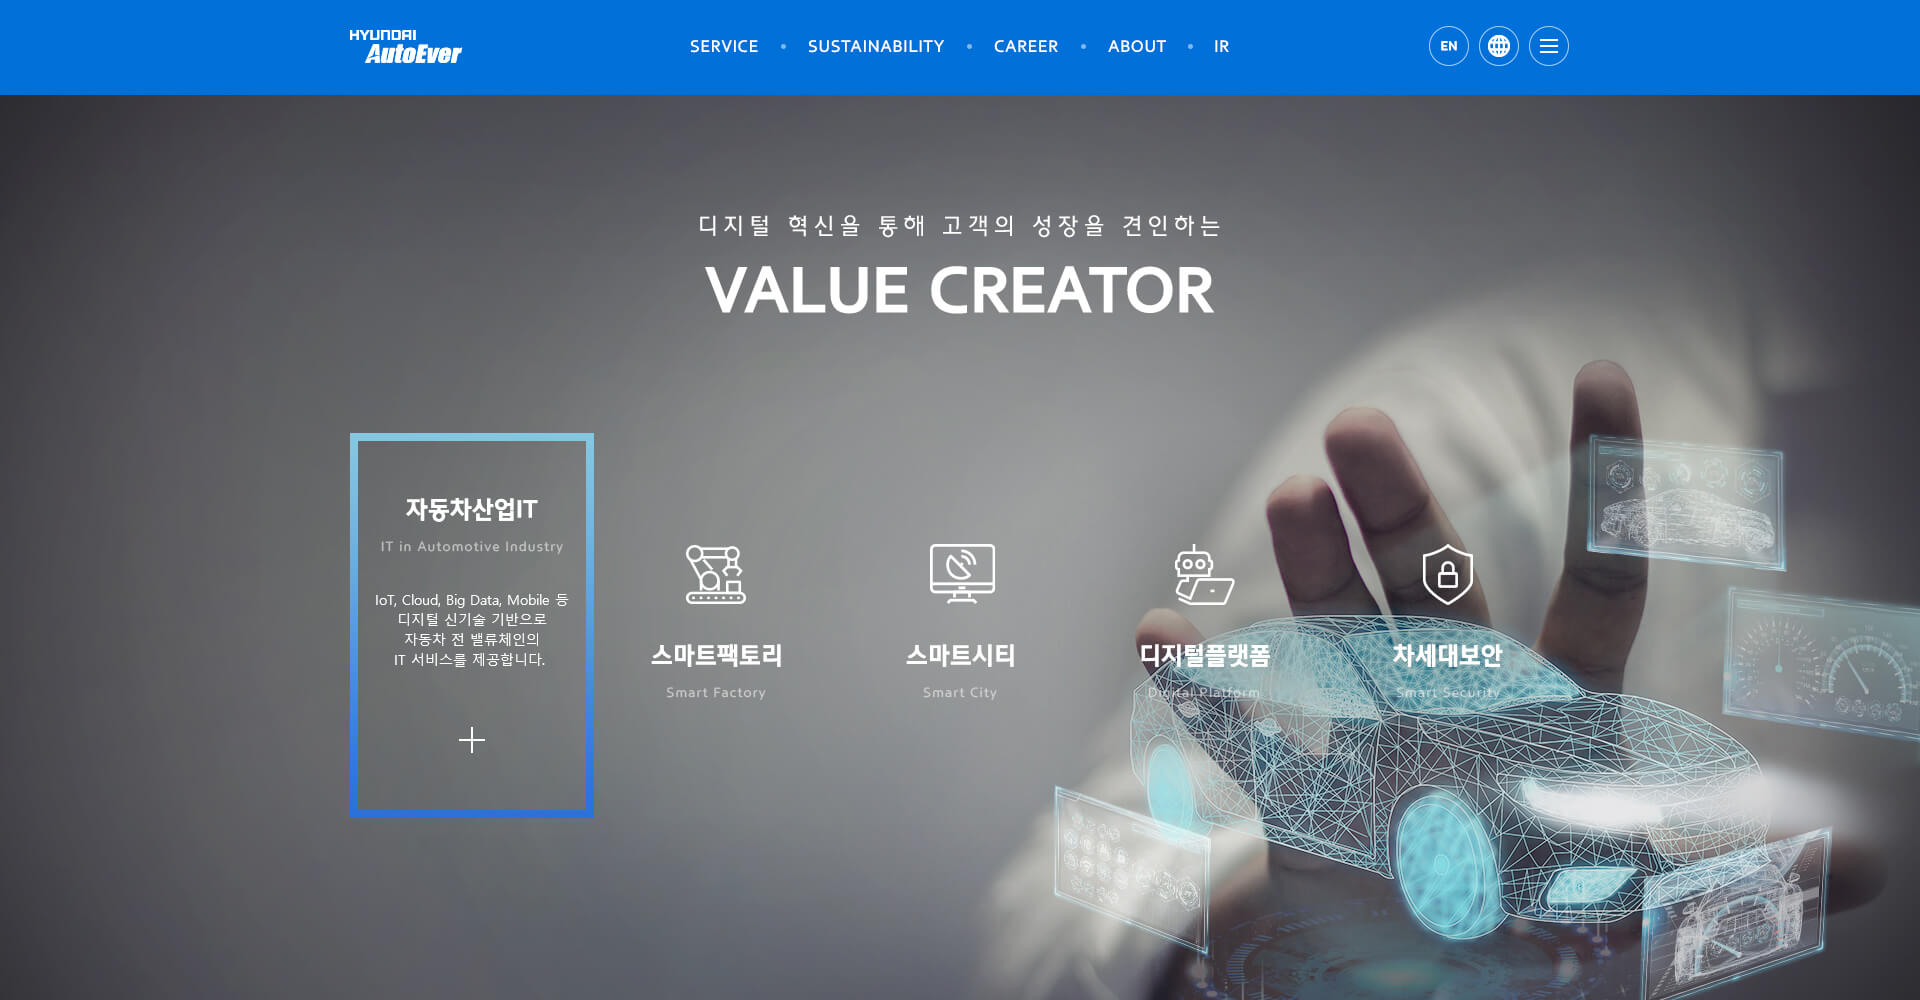 HYUNDAI
AutoEver
SERVICE • SUSTAINABILITY • CAREER • ABOUT • IR
EN
디지털 혁신을 통해 고객의 성장을 견인하는
VALUE CREATOR
자동차산업IT
IT in Automotive Industry
IoT, Cloud, Big Data, Mobile 등
디지털 신기술 기반으로
자동차 전 밸류체인의
IT 서비스를 제공합니다.
스마트팩토리
Smart Factory
스마트시티
Smart City
디지털플랫폼
Digital Platform
차세대보안
Smart Security